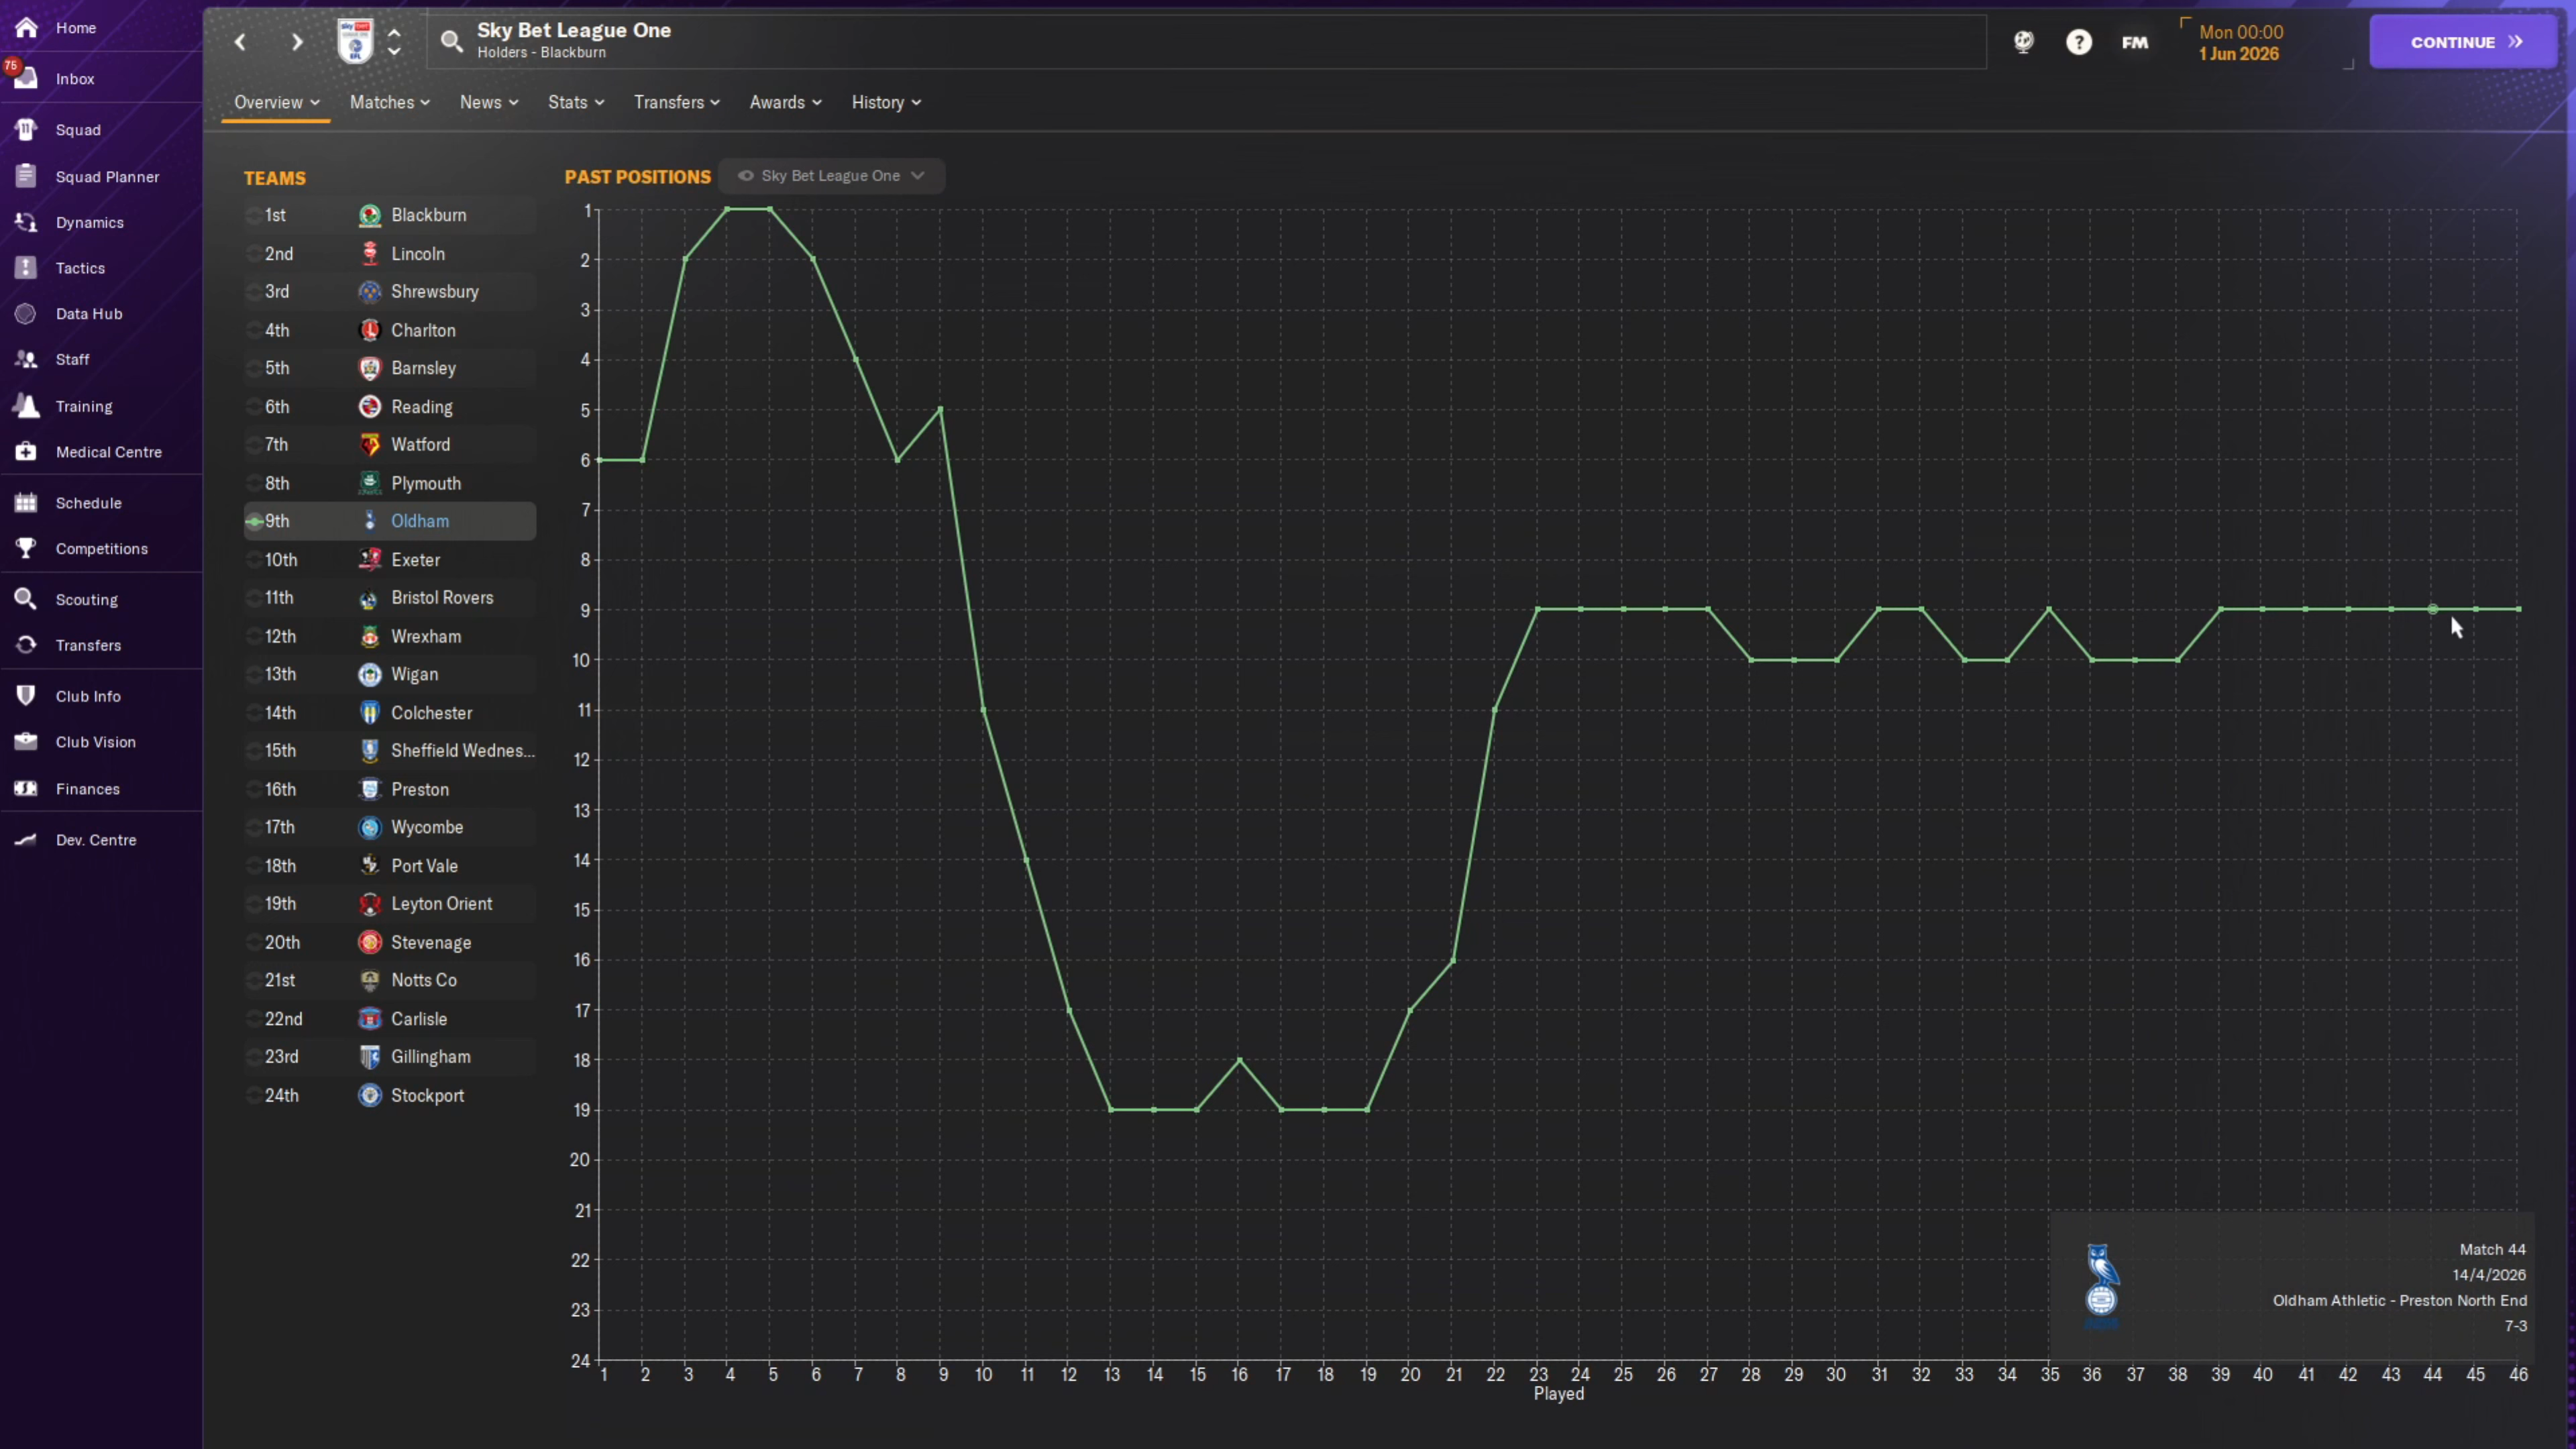 Home
75
Inbox
Squad
Squad Planner
Dynamics
Tactics
Data Hub
Staff
Training
Medical Centre
Schedule
Competitions
Scouting
Transfers
Club Info
Club Vision
Finances
Dev. Centre
Sky Bet League One
Holders - Blackburn
FM
Mon 00:00
1 Jun 2026
CONTINUE
Overview
Matches
News
Stats
Transfers
Awards
History
TEAMS
1st Blackburn
2nd Lincoln
3rd Shrewsbury
4th Charlton
5th Barnsley
6th Reading
7th Watford
8th Plymouth
9th Oldham
10th Exeter
11th Bristol Rovers
12th Wrexham
13th Wigan
14th Colchester
15th Sheffield Wednes...
16th Preston
17th Wycombe
18th Port Vale
19th Leyton Orient
20th Stevenage
21st Notts Co
22nd Carlisle
23rd Gillingham
24th Stockport
PAST POSITIONS
Sky Bet League One
1
2
3
4
5
6
7
8
9
10
11
12
13
14
15
16
17
18
19
20
21
22
23
24
1 2 3 4 5 6 7 8 9 10 11 12 13 14 15 16 17 18 19 20 21 22 23 24 25 26 27 28 29 30 31 32 33 34 35 36 37 38 39 40 41 42 43 44 45 46
Played
Match 44
14/4/2026
Oldham Athletic - Preston North End
7-3